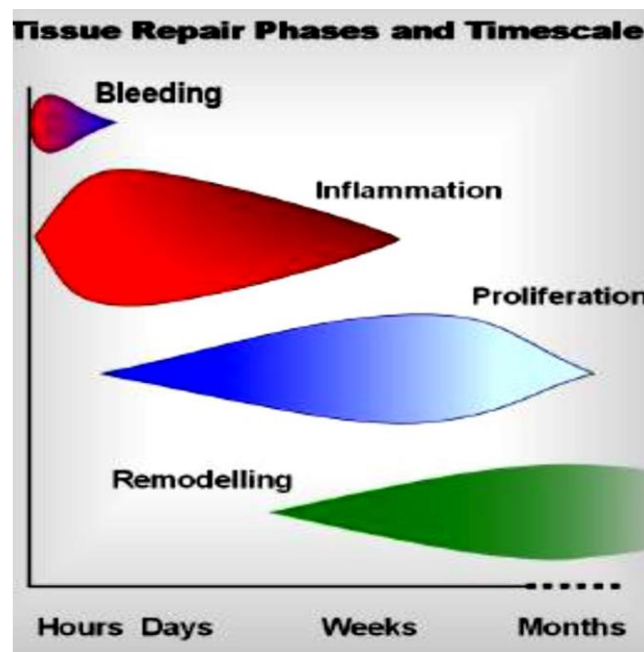 Tissue Repair Phases and Timescale
Bleeding
Inflammation
Proliferation
Remodelling
Hours Days Weeks Months